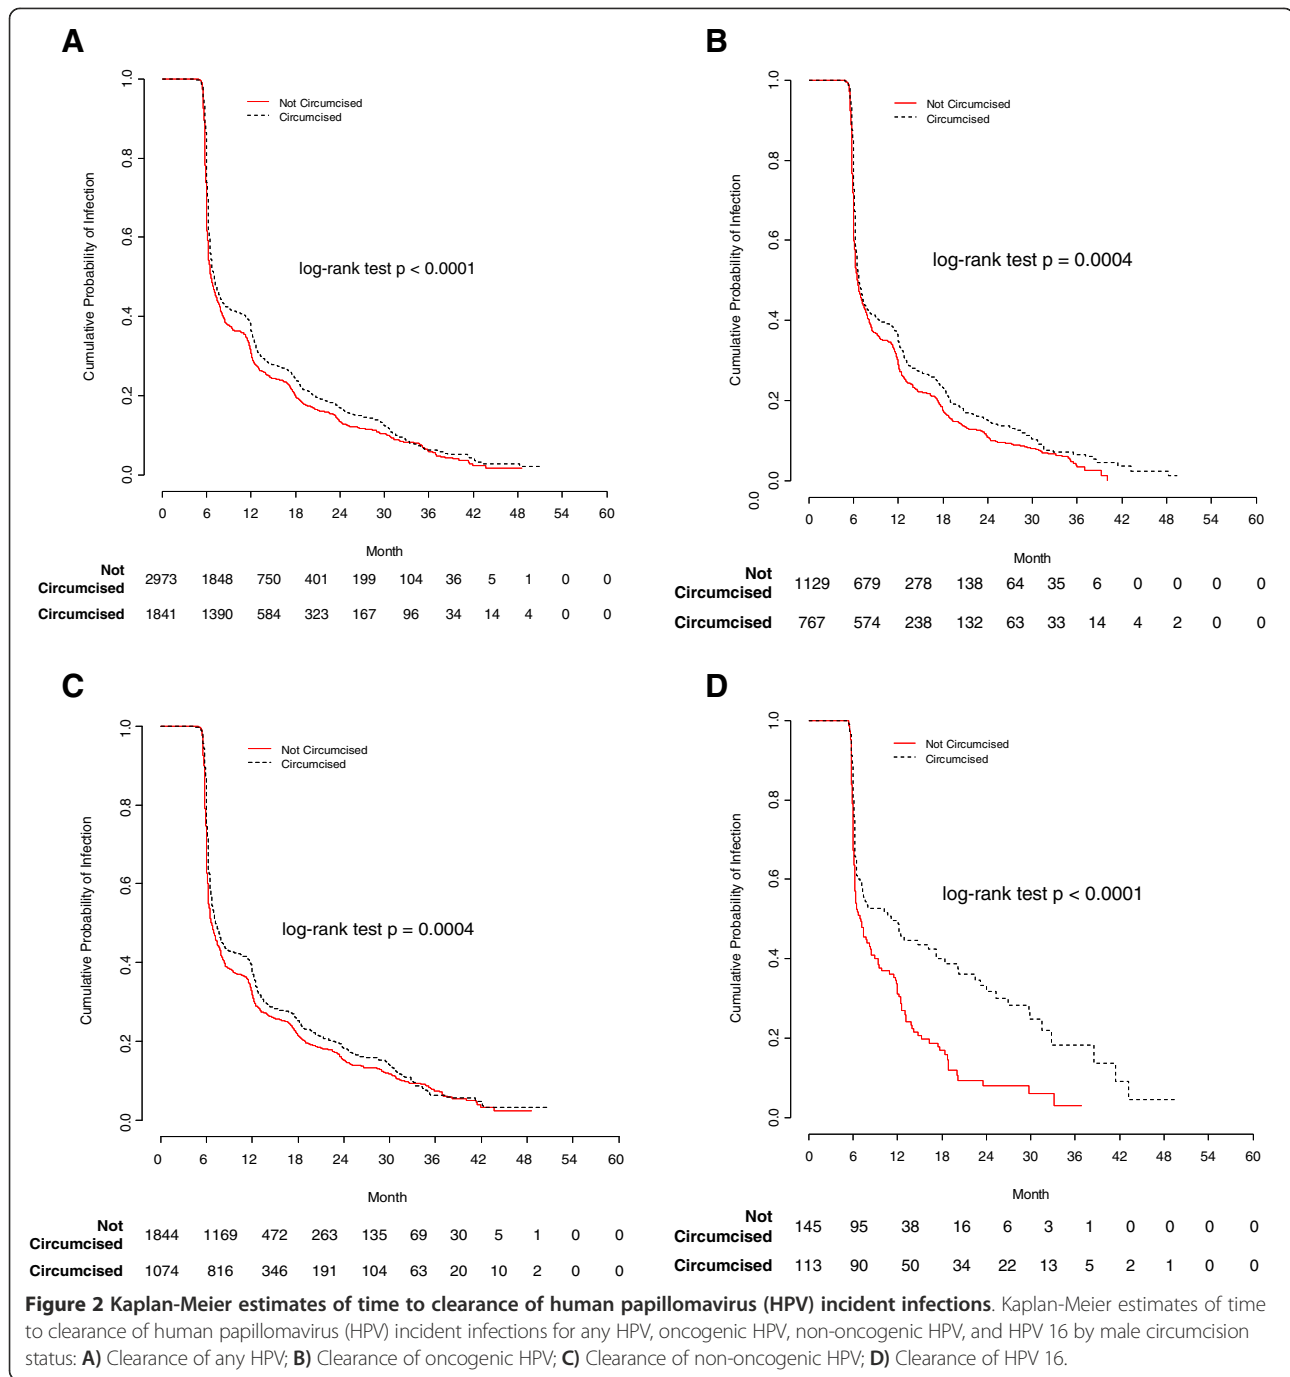 A
1.0
0.8
0.6
0.4
0.2
0.0
Cumulative Probability of Infection
Not Circumcised
Circumcised
log-rank test p < 0.0001
0 6 12 18 24 30 36 42 48 54 60
Month
Not
Circumcised 2973 1848 750 401 199 104 36 5 1 0 0
Circumcised 1841 1390 584 323 167 96 34 14 4 0 0
B
1.0
0.8
0.6
0.4
0.2
0.0
0.0
Cumulative Probability of Infection
Not Circumcised
Circumcised
log-rank test p = 0.0004
0 6 12 18 24 30 36 42 48 54 60
Month
Not
Circumcised 1129 679 278 138 64 35 6 0 0 0 0
Circumcised 767 574 238 132 63 33 14 4 2 0 0
C
1.0
0.8
0.6
0.4
0.2
0.0
Cumulative Probability of Infection
Not Circumcised
Circumcised
log-rank test p = 0.0004
0 6 12 18 24 30 36 42 48 54 60
Month
Not
Circumcised 1844 1169 472 263 135 69 30 5 1 0 0
Circumcised 1074 816 346 191 104 63 20 10 2 0 0
D
1.0
0.8
0.6
0.4
0.2
0.0
Cumulative Probability of Infection
Not Circumcised
Circumcised
log-rank test p < 0.0001
0 6 12 18 24 30 36 42 48 54 60
Month
Not
Circumcised 145 95 38 16 6 3 1 0 0 0 0
Circumcised 113 90 50 34 22 13 5 2 1 0 0
Figure 2 Kaplan-Meier estimates of time to clearance of human papillomavirus (HPV) incident infections. Kaplan-Meier estimates of time
to clearance of human papillomavirus (HPV) incident infections for any HPV, oncogenic HPV, non-oncogenic HPV, and HPV 16 by male circumcision
status: A) Clearance of any HPV; B) Clearance of oncogenic HPV; C) Clearance of non-oncogenic HPV; D) Clearance of HPV 16.